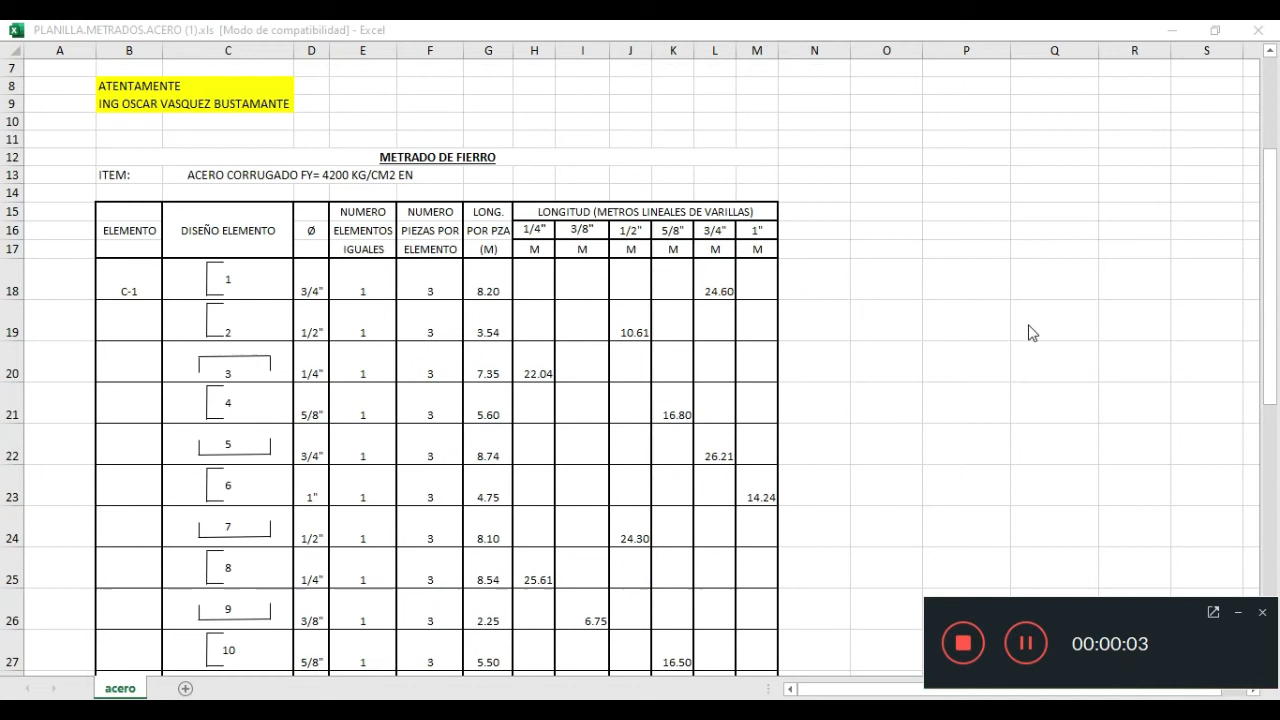 PLANILLA.METRADOS.ACERO (1).xls [Modo de compatibilidad] - Excel
A B C D E F G H I J K L M N O P Q R S
7
8 ATENTAMENTE
9 ING OSCAR VASQUEZ BUSTAMANTE
10
11
12 METRADO DE FIERRO
13 ITEM: ACERO CORRUGADO FY= 4200 KG/CM2 EN
14
15 NUMERO NUMERO LONG. LONGITUD (METROS LINEALES DE VARILLAS)
16 ELEMENTO DISEÑO ELEMENTO Ø ELEMENTOS PIEZAS POR POR PZA 1/4" 3/8" 1/2" 5/8" 3/4" 1"
17 IGUALES ELEMENTO (M) M M M M M M
18 C-1 1 3/4" 1 3 8.20 24.60
19 2 1/2" 1 3 3.54 10.61
20 3 1/4" 1 3 7.35 22.04
21 4 5/8" 1 3 5.60 16.80
22 5 3/4" 1 3 8.74 26.21
23 6 1" 1 3 4.75 14.24
24 7 1/2" 1 3 8.10 24.30
25 8 1/4" 1 3 8.54 25.61
26 9 3/8" 1 3 2.25 6.75
27 10 5/8" 1 3 5.50 16.50
00:00:03
acero